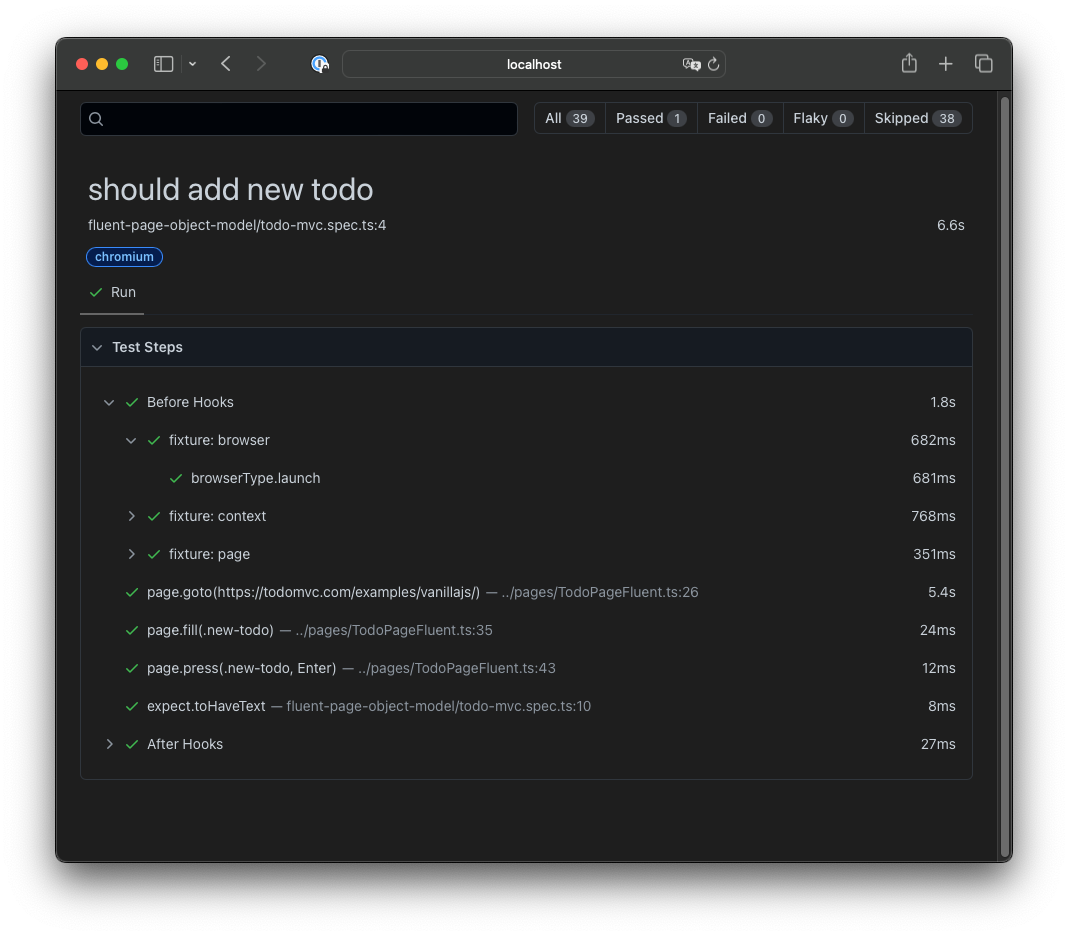 localhost
All 39 Passed 1 Failed 0 Flaky 0 Skipped 38
should add new todo
fluent-page-object-model/todo-mvc.spec.ts:4 6.6s
chromium
Run
Test Steps
Before Hooks 1.8s
fixture: browser 682ms
browserType.launch 681ms
fixture: context 768ms
fixture: page 351ms
page.goto(https://todomvc.com/examples/vanillajs/) — ../pages/TodoPageFluent.ts:26 5.4s
page.fill(.new-todo) — ../pages/TodoPageFluent.ts:35 24ms
page.press(.new-todo, Enter) — ../pages/TodoPageFluent.ts:43 12ms
expect.toHaveText — fluent-page-object-model/todo-mvc.spec.ts:10 8ms
After Hooks 27ms